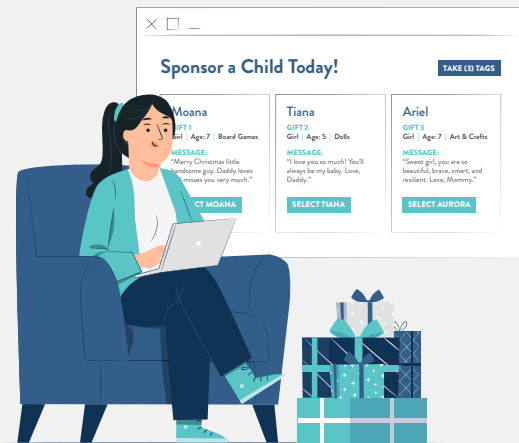 Sponsor a Child Today!
TAKE (3) TAGS
Moana
GIFT 1
Girl | Age: 7 | Board Games
MESSAGE:
"Merry Christmas little
handsome guy. Daddy loves
misses you very much."
CT MOANA
Tiana
GIFT 2
Girl | Age: 5 | Dolls
MESSAGE:
"I love you so much! You'll
always be my baby. Love,
Daddy."
SELECT TIANA
Ariel
GIFT 3
Girl | Age: 7 | Art & Crafts
MESSAGE:
"Sweet girl, you are so
beautiful, brave, smart, and
resilient. Love, Mommy."
SELECT AURORA